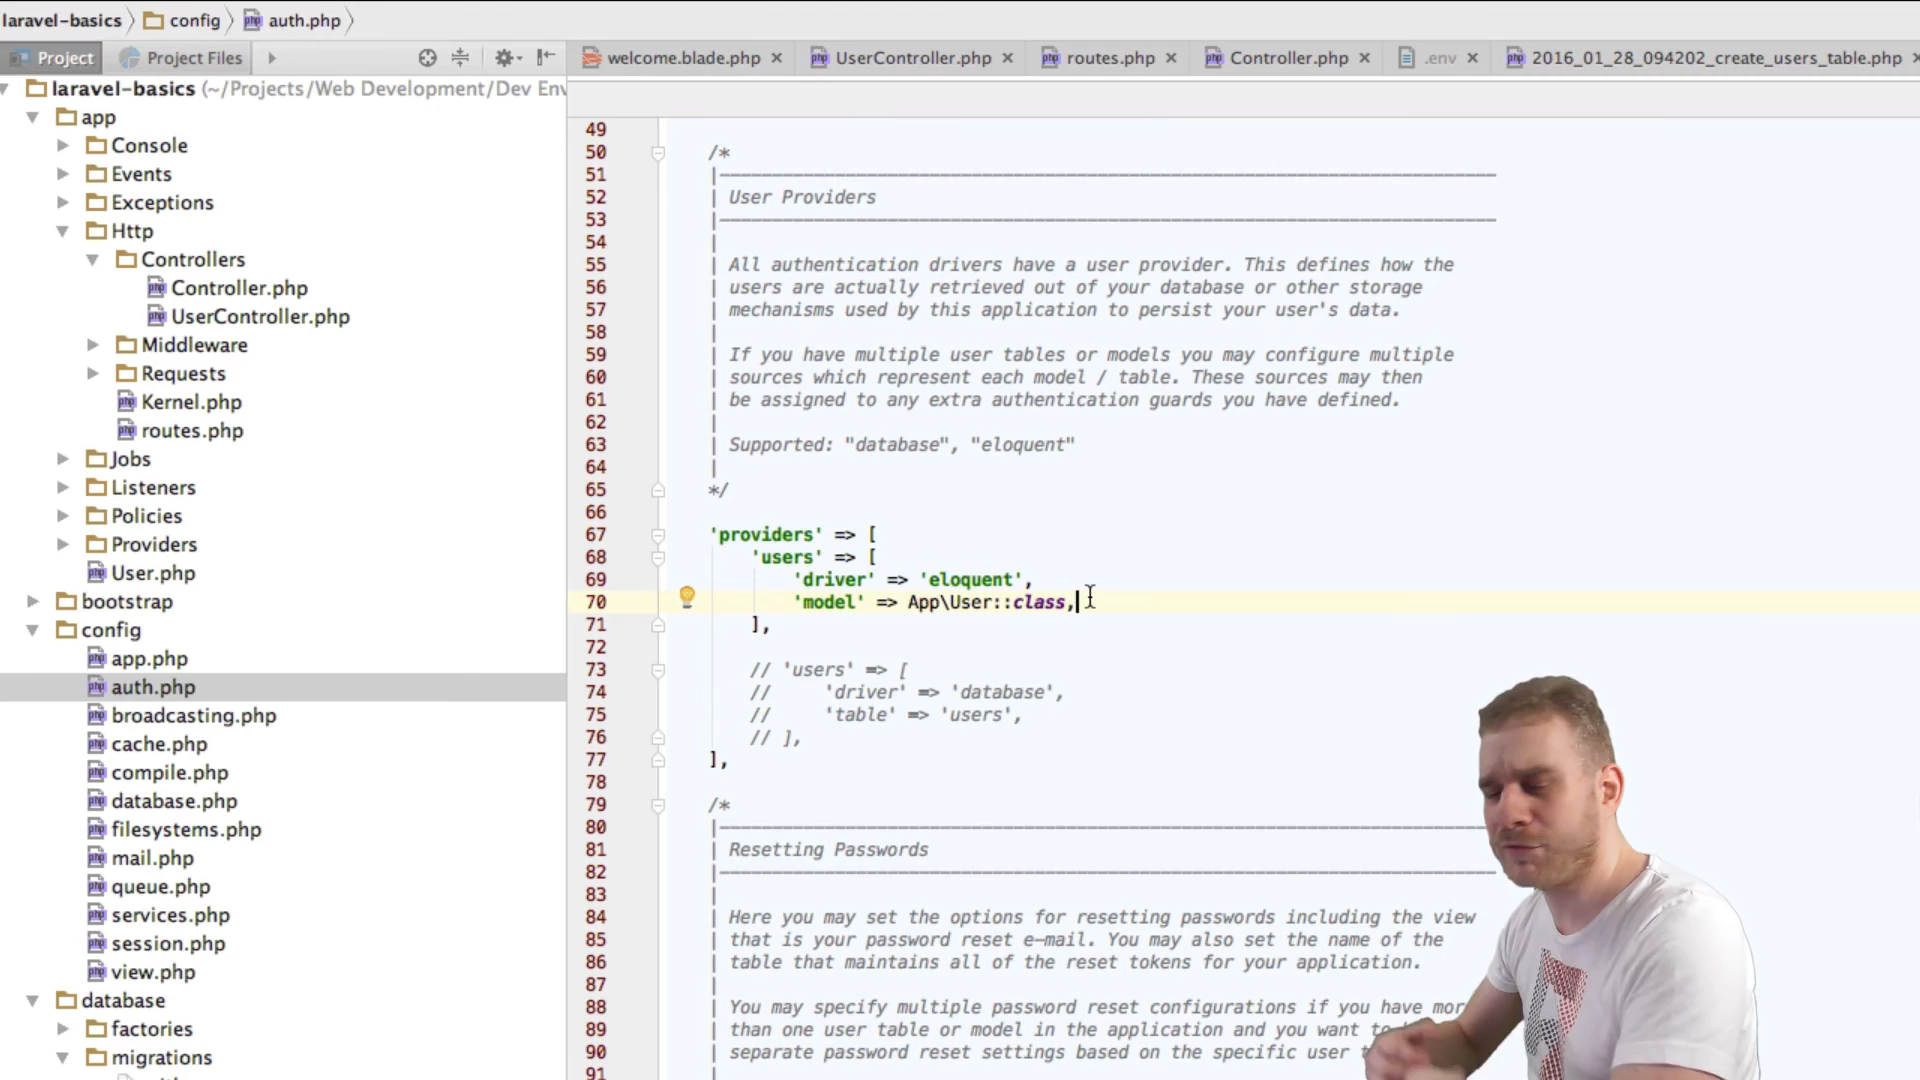 laravel-basics config auth.php
Project Project Files
welcome.blade.php UserController.php routes.php Controller.php .env 2016_01_28_094202_create_users_table.php
laravel-basics (~/Projects/Web Development/Dev Env
app
Console
Events
Exceptions
Http
Controllers
Controller.php
UserController.php
Middleware
Requests
Kernel.php
routes.php
Jobs
Listeners
Policies
Providers
User.php
bootstrap
config
app.php
auth.php
broadcasting.php
cache.php
compile.php
database.php
filesystems.php
mail.php
queue.php
services.php
session.php
view.php
database
factories
migrations
49
50 /*
51 |--------------------------------------------------------------------------
52 | User Providers
53 |--------------------------------------------------------------------------
54 |
55 | All authentication drivers have a user provider. This defines how the
56 | users are actually retrieved out of your database or other storage
57 | mechanisms used by this application to persist your user's data.
58 |
59 | If you have multiple user tables or models you may configure multiple
60 | sources which represent each model / table. These sources may then
61 | be assigned to any extra authentication guards you have defined.
62 |
63 | Supported: "database", "eloquent"
64 |
65 */
66
67 'providers' => [
68 'users' => [
69 'driver' => 'eloquent',
70 'model' => App\User::class,
71 ],
72
73 // 'users' => [
74 // 'driver' => 'database',
75 // 'table' => 'users',
76 // ],
77 ],
78
79 /*
80 |--------------------------------------------------------------------------
81 | Resetting Passwords
82 |--------------------------------------------------------------------------
83 |
84 | Here you may set the options for resetting passwords including the view
85 | that is your password reset e-mail. You may also set the name of the
86 | table that maintains all of the reset tokens for your application.
87 |
88 | You may specify multiple password reset configurations if you have more
89 | than one user table or model in the application and you want to
90 | separate password reset settings based on the specific user
91 |